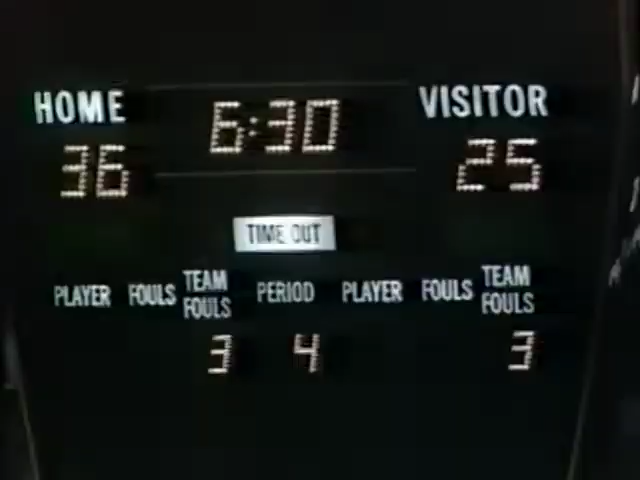 HOME 6:30 VISITOR
36 25
TIME OUT
PLAYER FOULS TEAM FOULS PERIOD PLAYER FOULS TEAM FOULS
3 4 3